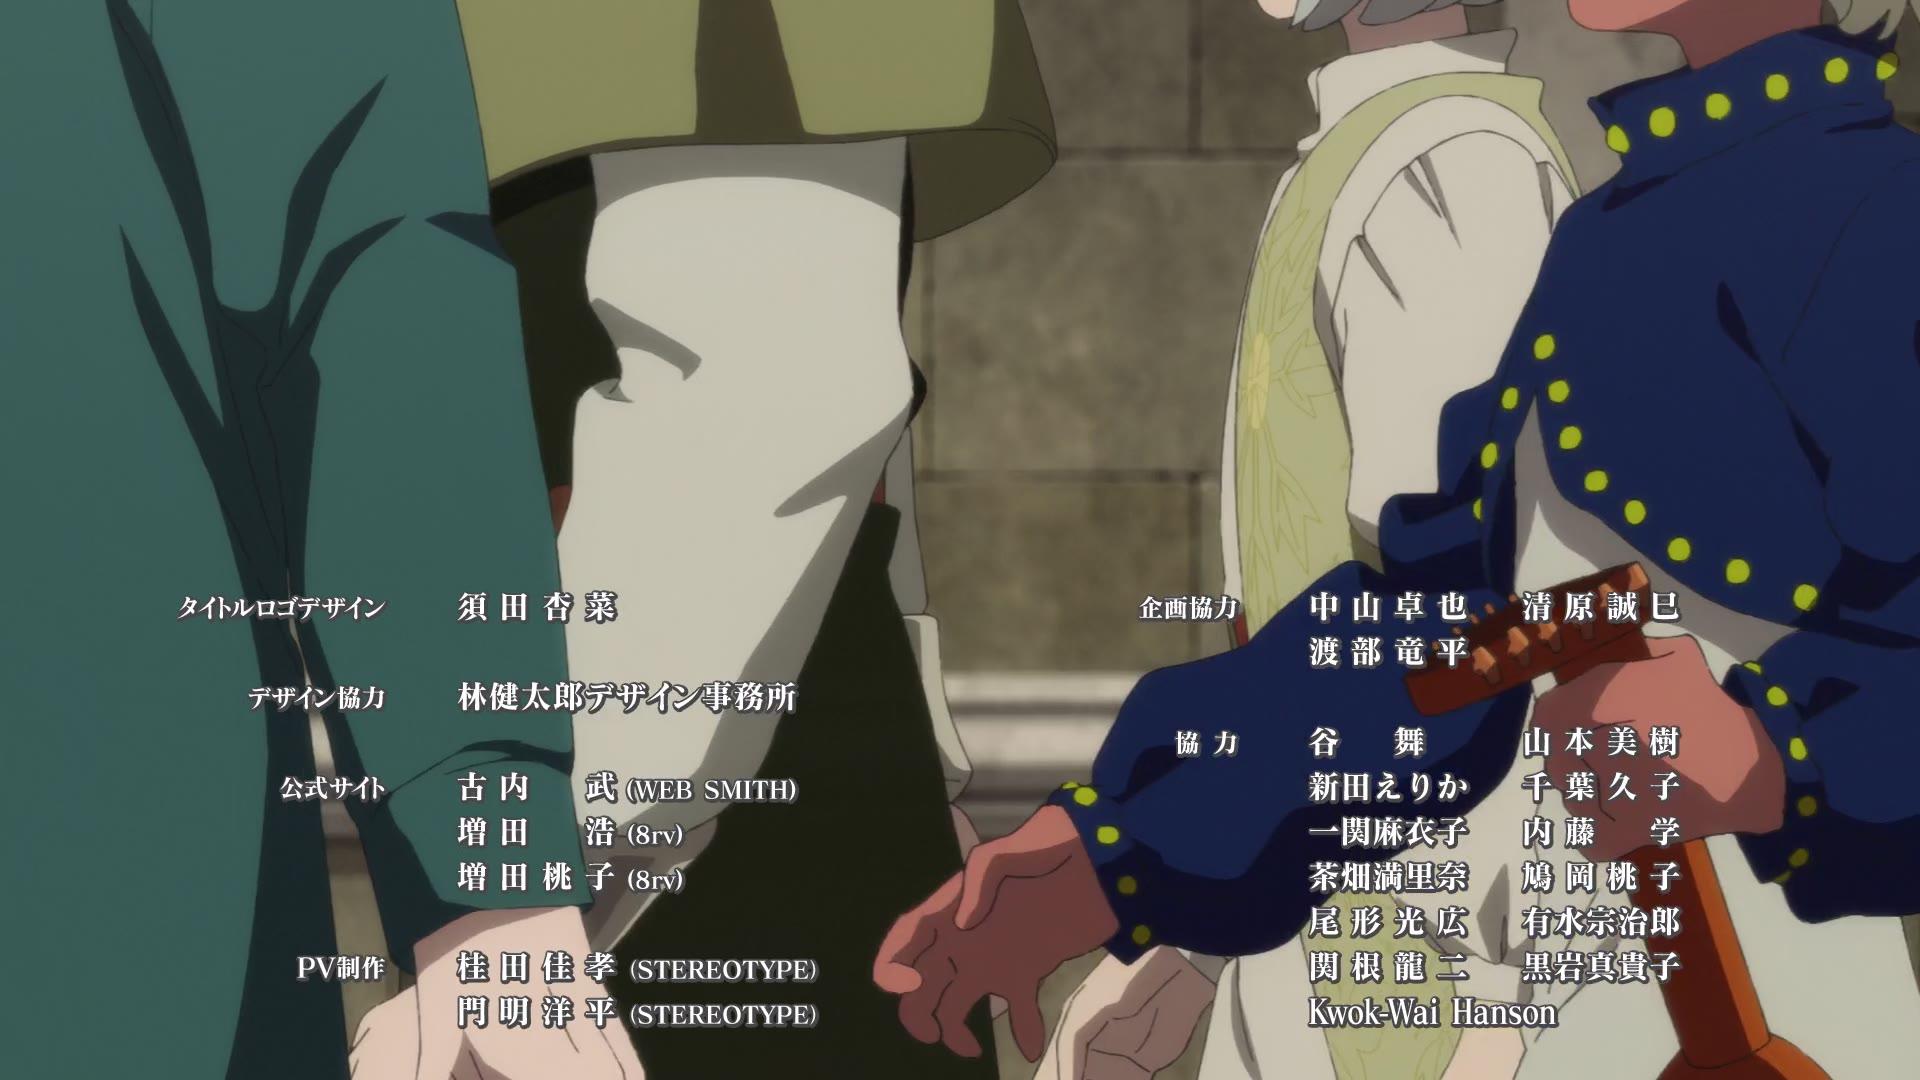 タイトルロゴデザイン 須田杏菜
デザイン協力 林健太郎デザイン事務所
公式サイト 古内 武 (WEB SMITH)
増田 浩 (8rv)
増田桃子 (8rv)
PV制作 桂田佳孝 (STEREOTYPE)
門明洋平 (STEREOTYPE)
企画協力 中山卓也 清原誠巳
渡部竜平
協力 谷 舞 山本美樹
新田えりか 千葉久子
一関麻衣子 内藤 学
茶畑満里奈 鳩岡桃子
尾形光広 有水宗治郎
関根龍二 黒岩真貴子
Kwok-Wai Hanson